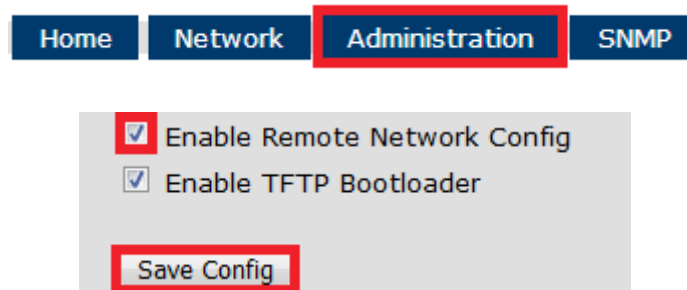 Home Network Administration SNMP
Enable Remote Network Config
Enable TFTP Bootloader
Save Config